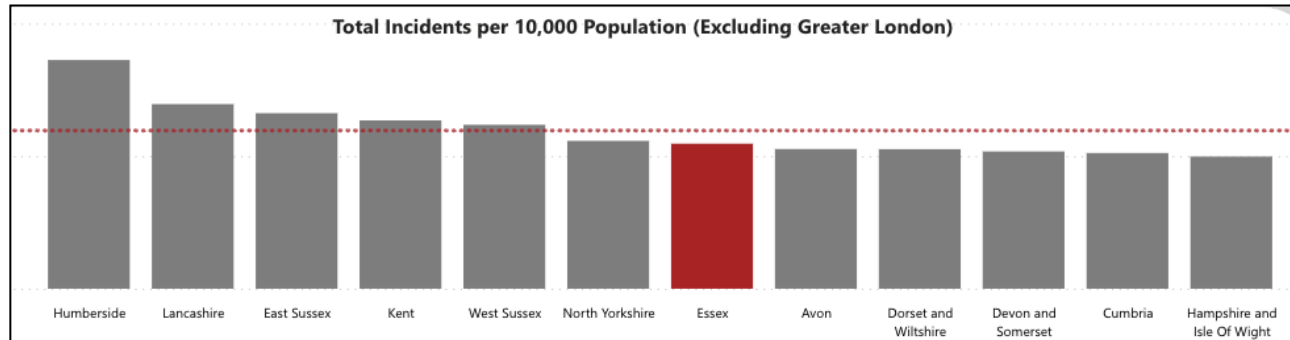 Total Incidents per 10,000 Population (Excluding Greater London)
Humberside
Lancashire
East Sussex
Kent
West Sussex
North Yorkshire
Essex
Avon
Dorset and
Wiltshire
Devon and
Somerset
Cumbria
Hampshire and
Isle Of Wight